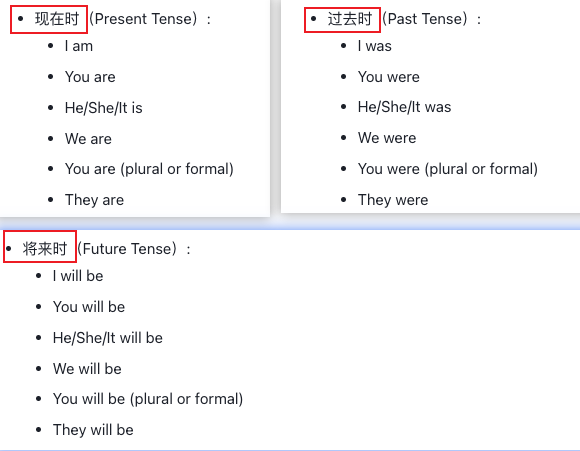 现在时（Present Tense）:
I am
You are
He/She/It is
We are
You are (plural or formal)
They are
过去时（Past Tense）:
I was
You were
He/She/It was
We were
You were (plural or formal)
They were
将来时（Future Tense）:
I will be
You will be
He/She/It will be
We will be
You will be (plural or formal)
They will be